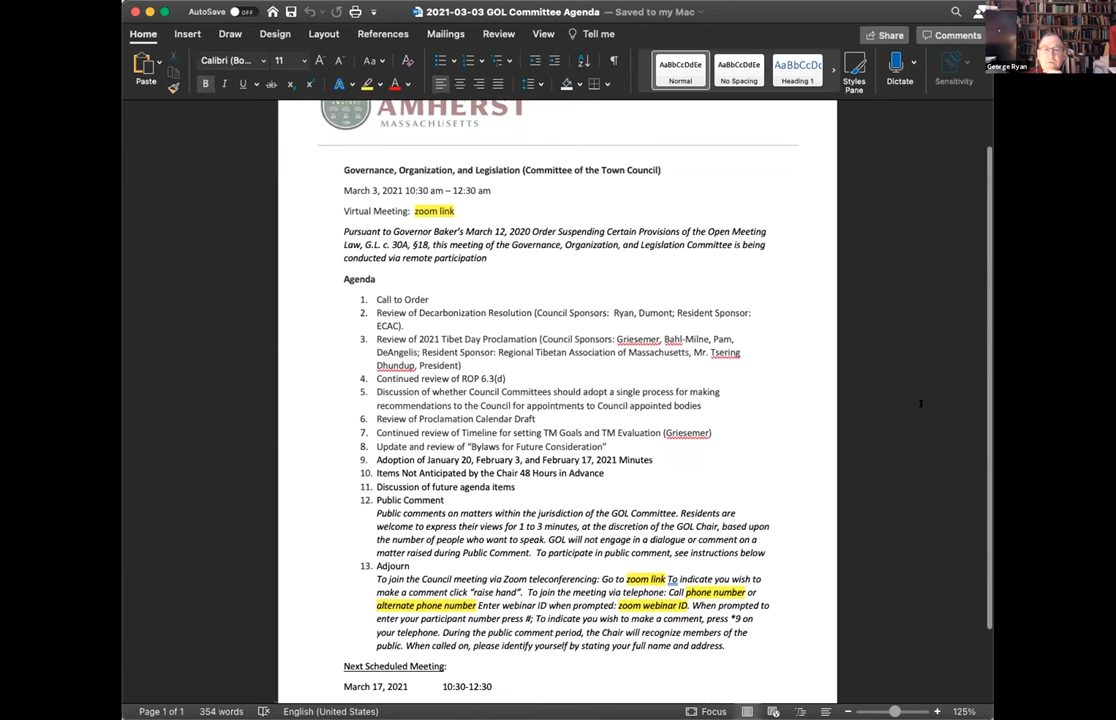 AutoSave OFF 2021-03-03 GOL Committee Agenda — Saved to my Mac
Home Insert Draw Design Layout References Mailings Review View Tell me Share Comments
Paste Calibri (Bo... 11 AaBbCcDdEe Normal AaBbCcDdEe No Spacing AaBbCcDc Heading 1 Styles Pane Dictate Sensitivity
George Ryan
AMHERST
MASSACHUSETTS
Governance, Organization, and Legislation (Committee of the Town Council)
March 3, 2021 10:30 am – 12:30 am
Virtual Meeting: zoom link
Pursuant to Governor Baker's March 12, 2020 Order Suspending Certain Provisions of the Open Meeting
Law, G.L. c. 30A, §18, this meeting of the Governance, Organization, and Legislation Committee is being
conducted via remote participation
Agenda
1. Call to Order
2. Review of Decarbonization Resolution (Council Sponsors: Ryan, Dumont; Resident Sponsor:
ECAC).
3. Review of 2021 Tibet Day Proclamation (Council Sponsors: Griesemer, Bahl-Milne, Pam,
DeAngelis; Resident Sponsor: Regional Tibetan Association of Massachusetts, Mr. Tsering
Dhundup, President)
4. Continued review of ROP 6.3(d)
5. Discussion of whether Council Committees should adopt a single process for making
recommendations to the Council for appointments to Council appointed bodies
6. Review of Proclamation Calendar Draft
7. Continued review of Timeline for setting TM Goals and TM Evaluation (Griesemer)
8. Update and review of "Bylaws for Future Consideration"
9. Adoption of January 20, February 3, and February 17, 2021 Minutes
10. Items Not Anticipated by the Chair 48 Hours in Advance
11. Discussion of future agenda items
12. Public Comment
Public comments on matters within the jurisdiction of the GOL Committee. Residents are
welcome to express their views for 1 to 3 minutes, at the discretion of the GOL Chair, based upon
the number of people who want to speak. GOL will not engage in a dialogue or comment on a
matter raised during Public Comment. To participate in public comment, see instructions below
13. Adjourn
To join the Council meeting via Zoom teleconferencing: Go to zoom link To indicate you wish to
make a comment click "raise hand". To join the meeting via telephone: Call phone number or
alternate phone number Enter webinar ID when prompted: zoom webinar ID. When prompted to
enter your participant number press #; To indicate you wish to make a comment, press *9 on
your telephone. During the public comment period, the Chair will recognize members of the
public. When called on, please identify yourself by stating your full name and address.
Next Scheduled Meeting:
March 17, 2021 10:30-12:30
Page 1 of 1 354 words English (United States) Focus 125%